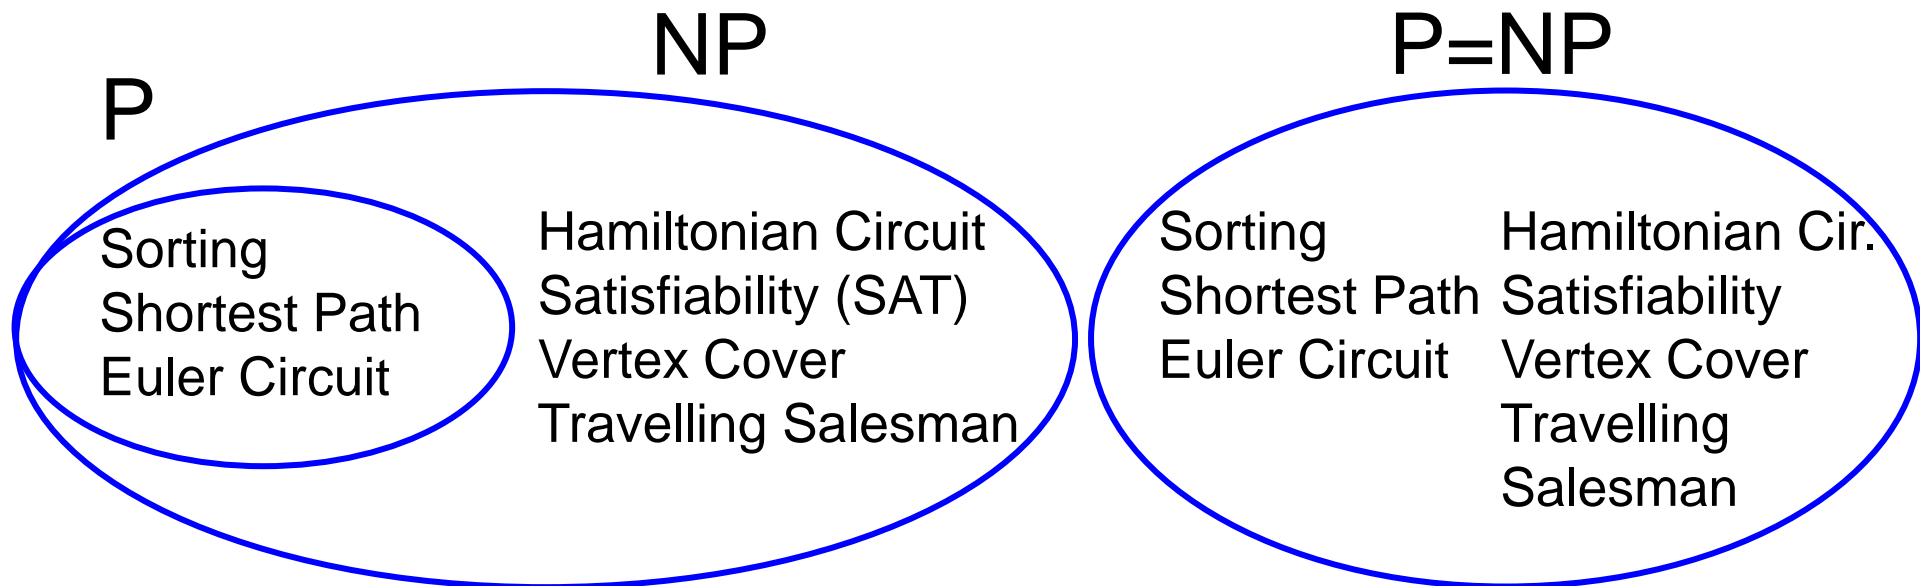 P
NP
Sorting
Shortest Path
Euler Circuit
Hamiltonian Circuit
Satisfiability (SAT)
Vertex Cover
Travelling Salesman
P=NP
Sorting
Shortest Path
Euler Circuit
Hamiltonian Cir.
Satisfiability
Vertex Cover
Travelling
Salesman